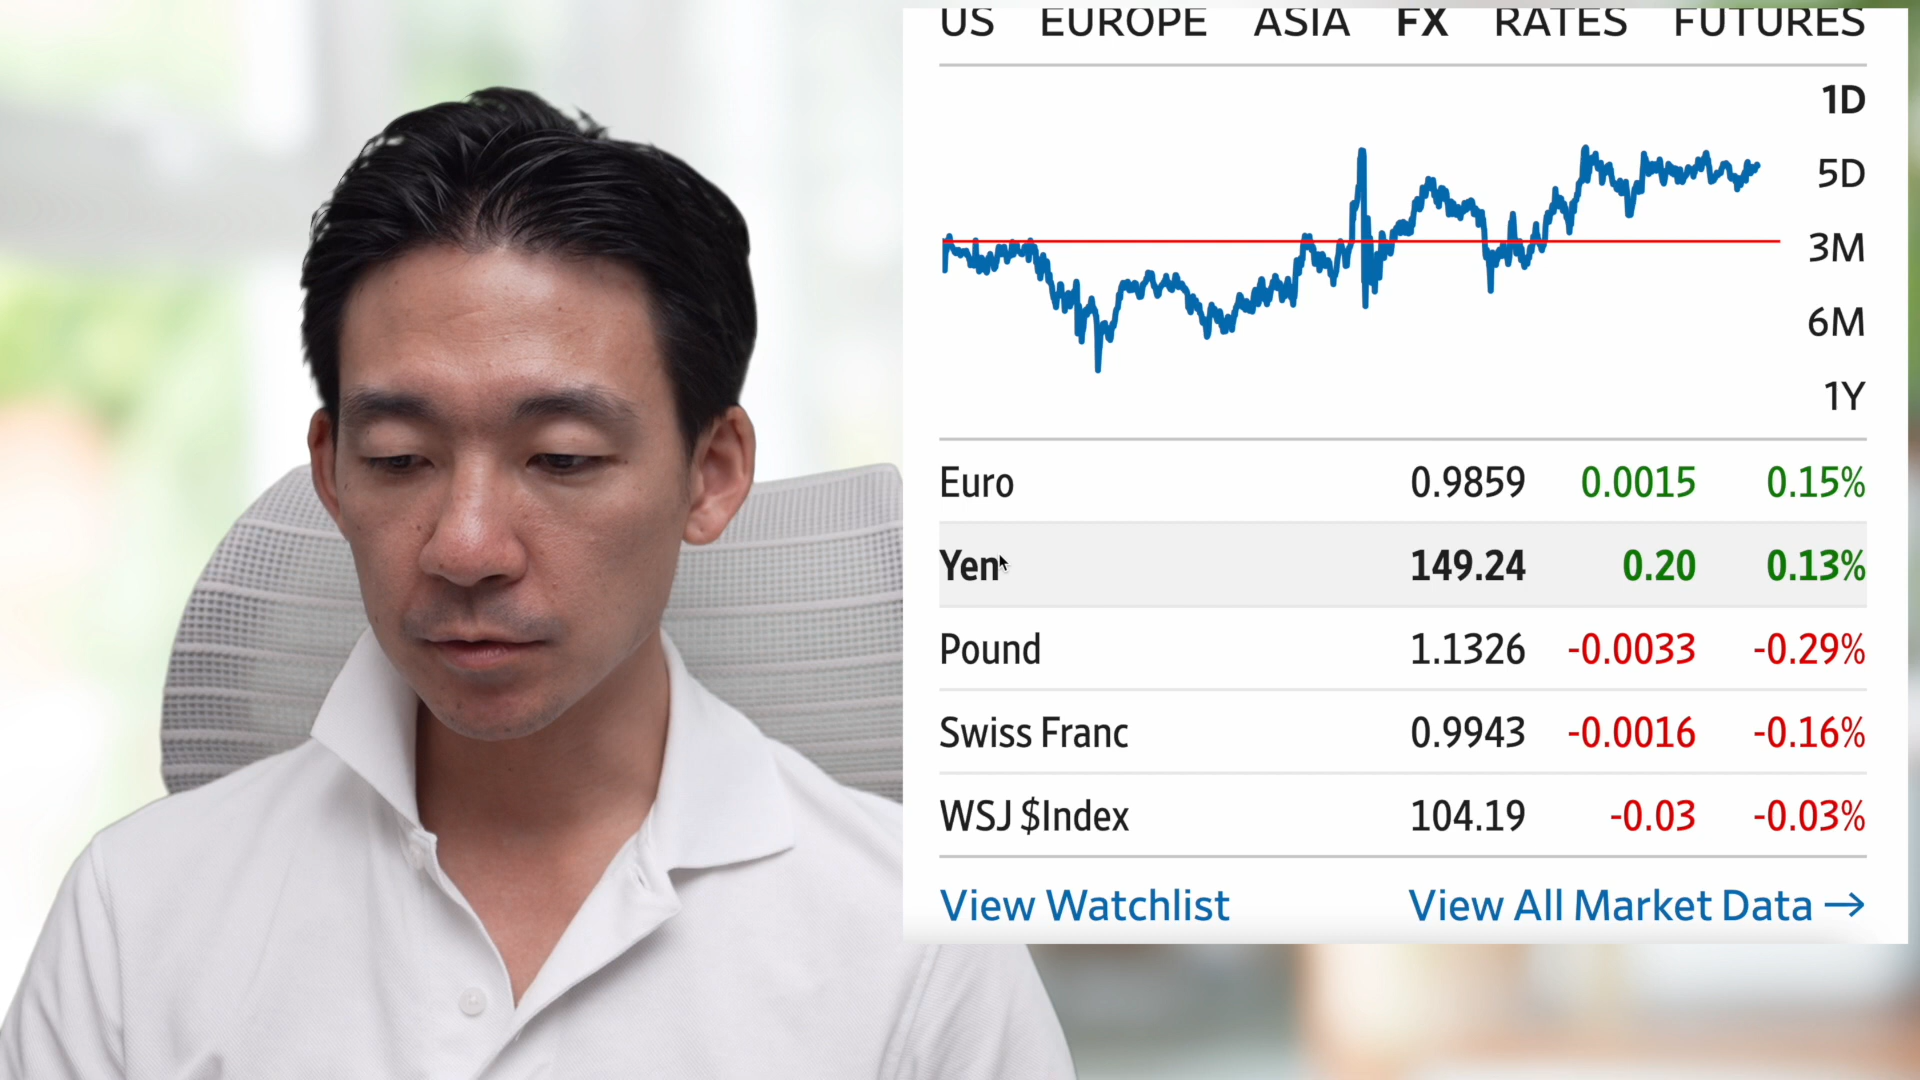 US EUROPE ASIA FX RATES FUTURES
1D
5D
3M
6M
1Y
Euro 0.9859 0.0015 0.15%
Yen 149.24 0.20 0.13%
Pound 1.1326 -0.0033 -0.29%
Swiss Franc 0.9943 -0.0016 -0.16%
WSJ $Index 104.19 -0.03 -0.03%
View Watchlist View All Market Data →